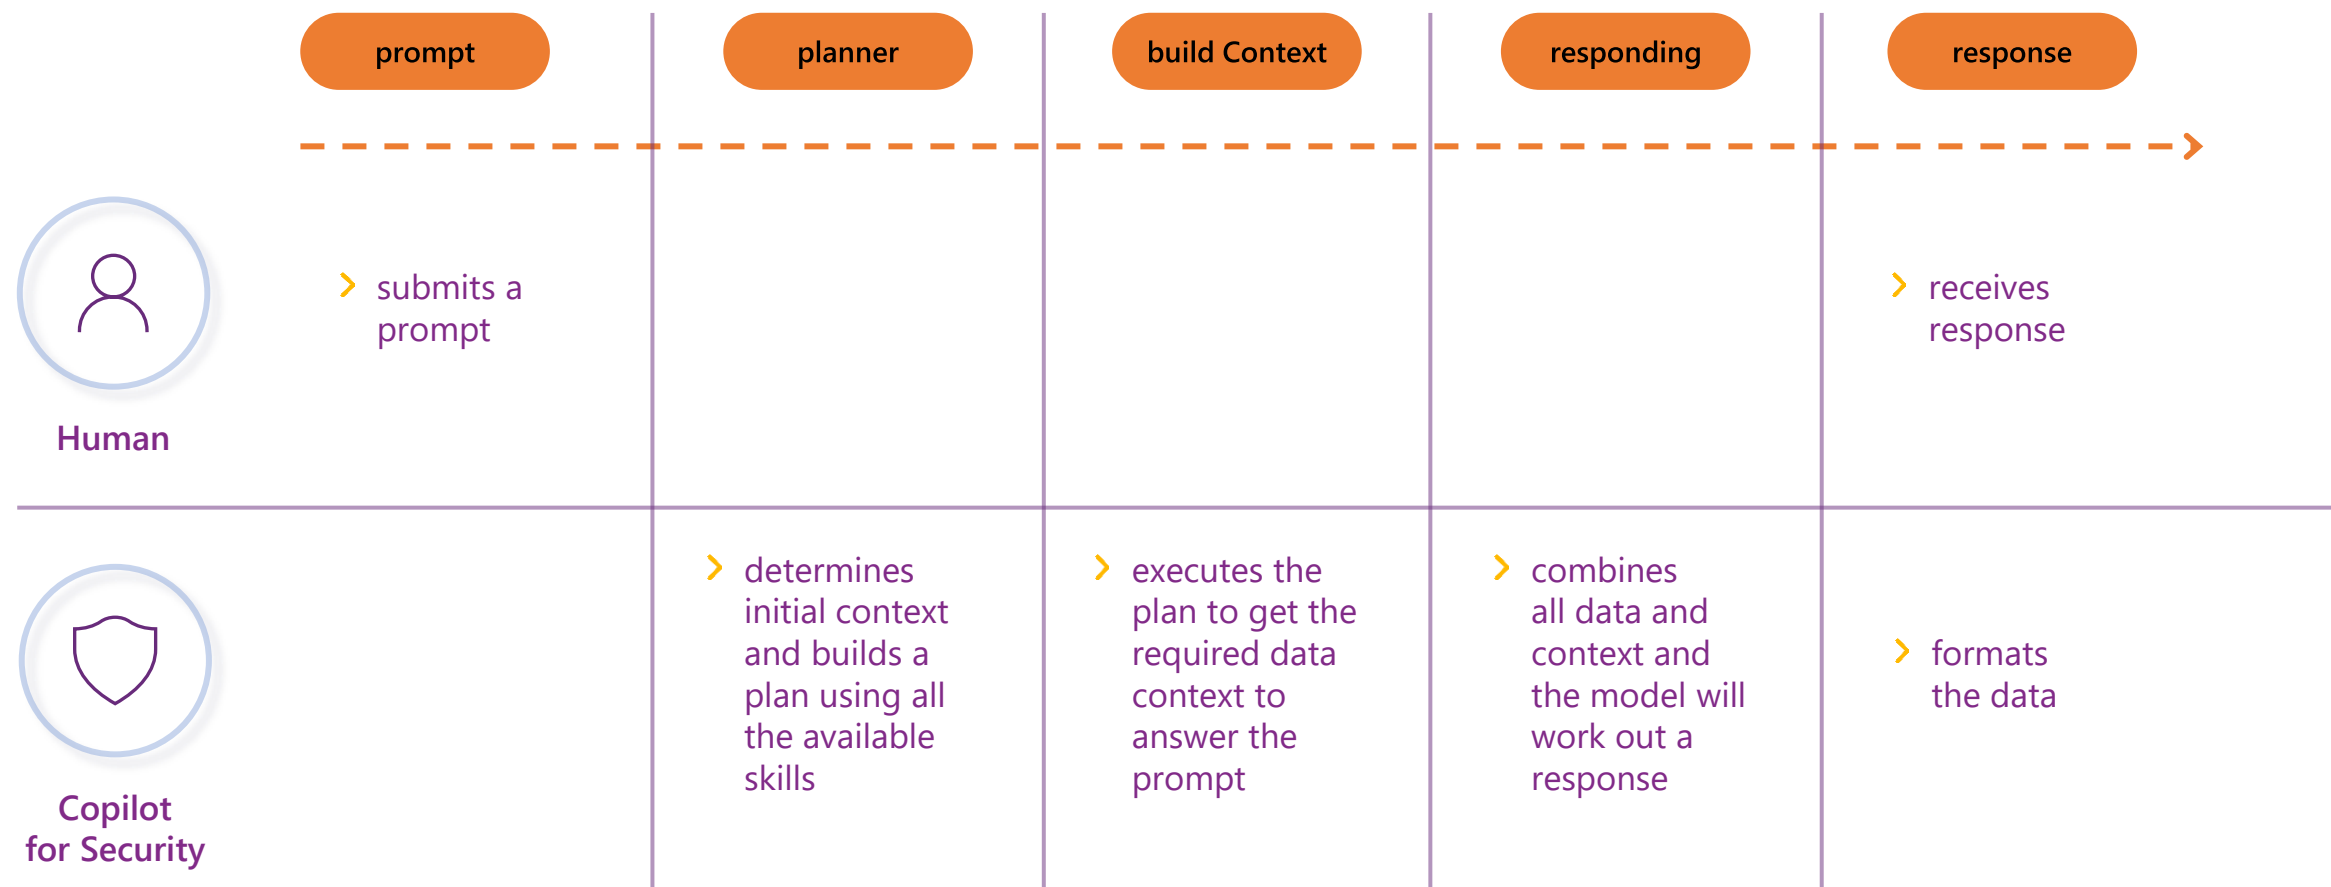 prompt
planner
build Context
responding
response
submits a
prompt
receives
response
Human
determines
initial context
and builds a
plan using all
the available
skills
executes the
plan to get the
required data
context to
answer the
prompt
combines
all data and
context and
the model will
work out a
response
formats
the data
Copilot
for Security